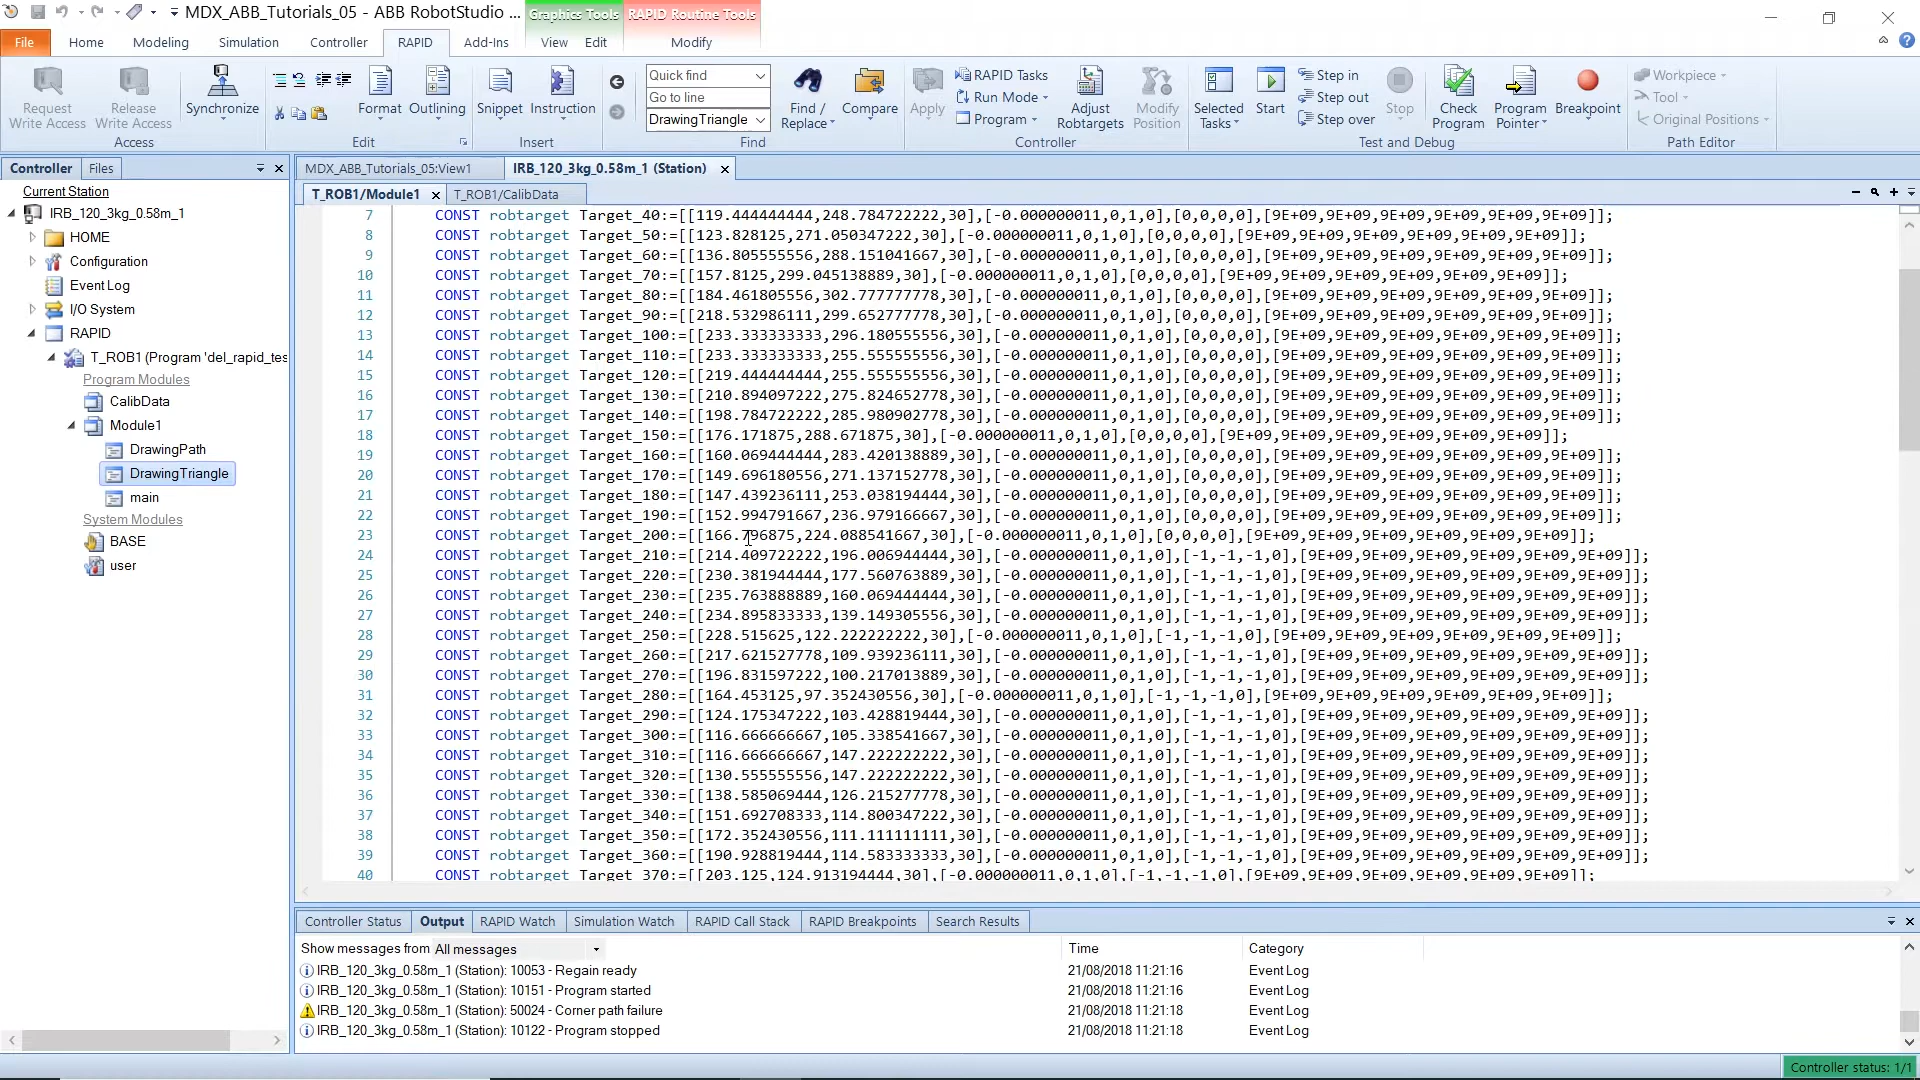 MDX_ABB_Tutorials_05 - ABB RobotStudio ...
Graphics Tools
RAPID Routine Tools
File
Home
Modeling
Simulation
Controller
RAPID
Add-Ins
View
Edit
Modify
Request
Write Access
Release
Write Access
Access
Synchronize
Format
Outlining
Edit
Snippet
Instruction
Insert
Quick find
Go to line
DrawingTriangle
Find /
Replace
Compare
Find
Apply
RAPID Tasks
Run Mode
Program
Adjust
Robtargets
Modify
Position
Controller
Selected
Tasks
Start
Step in
Step out
Step over
Stop
Check
Program
Program
Pointer
Breakpoint
Test and Debug
Workpiece
Tool
Original Positions
Path Editor
Controller
Files
Current Station
IRB_120_3kg_0.58m_1
HOME
Configuration
Event Log
I/O System
RAPID
T_ROB1 (Program 'del_rapid_tes
Program Modules
CalibData
Module1
DrawingPath
DrawingTriangle
main
System Modules
BASE
user
MDX_ABB_Tutorials_05:View1
IRB_120_3kg_0.58m_1 (Station)
T_ROB1/Module1
T_ROB1/CalibData
7 CONST robtarget Target_40:=[[119.444444444,248.784722222,30],[-0.000000011,0,1,0],[0,0,0,0],[9E+09,9E+09,9E+09,9E+09,9E+09,9E+09]];
8 CONST robtarget Target_50:=[[123.828125,271.050347222,30],[-0.000000011,0,1,0],[0,0,0,0],[9E+09,9E+09,9E+09,9E+09,9E+09,9E+09]];
9 CONST robtarget Target_60:=[[136.805555556,288.151041667,30],[-0.000000011,0,1,0],[0,0,0,0],[9E+09,9E+09,9E+09,9E+09,9E+09,9E+09]];
10 CONST robtarget Target_70:=[[157.8125,299.045138889,30],[-0.000000011,0,1,0],[0,0,0,0],[9E+09,9E+09,9E+09,9E+09,9E+09,9E+09]];
11 CONST robtarget Target_80:=[[184.461805556,302.777777778,30],[-0.000000011,0,1,0],[0,0,0,0],[9E+09,9E+09,9E+09,9E+09,9E+09,9E+09]];
12 CONST robtarget Target_90:=[[218.532986111,299.652777778,30],[-0.000000011,0,1,0],[0,0,0,0],[9E+09,9E+09,9E+09,9E+09,9E+09,9E+09]];
13 CONST robtarget Target_100:=[[233.333333333,296.180555556,30],[-0.000000011,0,1,0],[0,0,0,0],[9E+09,9E+09,9E+09,9E+09,9E+09,9E+09]];
14 CONST robtarget Target_110:=[[233.333333333,255.555555556,30],[-0.000000011,0,1,0],[0,0,0,0],[9E+09,9E+09,9E+09,9E+09,9E+09,9E+09]];
15 CONST robtarget Target_120:=[[219.444444444,255.555555556,30],[-0.000000011,0,1,0],[0,0,0,0],[9E+09,9E+09,9E+09,9E+09,9E+09,9E+09]];
16 CONST robtarget Target_130:=[[210.894097222,275.824652778,30],[-0.000000011,0,1,0],[0,0,0,0],[9E+09,9E+09,9E+09,9E+09,9E+09,9E+09]];
17 CONST robtarget Target_140:=[[198.784722222,285.980902778,30],[-0.000000011,0,1,0],[0,0,0,0],[9E+09,9E+09,9E+09,9E+09,9E+09,9E+09]];
18 CONST robtarget Target_150:=[[176.171875,288.671875,30],[-0.000000011,0,1,0],[0,0,0,0],[9E+09,9E+09,9E+09,9E+09,9E+09,9E+09]];
19 CONST robtarget Target_160:=[[160.069444444,283.420138889,30],[-0.000000011,0,1,0],[0,0,0,0],[9E+09,9E+09,9E+09,9E+09,9E+09,9E+09]];
20 CONST robtarget Target_170:=[[149.696180556,271.137152778,30],[-0.000000011,0,1,0],[0,0,0,0],[9E+09,9E+09,9E+09,9E+09,9E+09,9E+09]];
21 CONST robtarget Target_180:=[[147.439236111,253.038194444,30],[-0.000000011,0,1,0],[0,0,0,0],[9E+09,9E+09,9E+09,9E+09,9E+09,9E+09]];
22 CONST robtarget Target_190:=[[152.994791667,236.979166667,30],[-0.000000011,0,1,0],[0,0,0,0],[9E+09,9E+09,9E+09,9E+09,9E+09,9E+09]];
23 CONST robtarget Target_200:=[[166.796875,224.088541667,30],[-0.000000011,0,1,0],[0,0,0,0],[9E+09,9E+09,9E+09,9E+09,9E+09,9E+09]];
24 CONST robtarget Target_210:=[[214.409722222,196.006944444,30],[-0.000000011,0,1,0],[-1,-1,-1,0],[9E+09,9E+09,9E+09,9E+09,9E+09,9E+09]];
25 CONST robtarget Target_220:=[[230.381944444,177.560763889,30],[-0.000000011,0,1,0],[-1,-1,-1,0],[9E+09,9E+09,9E+09,9E+09,9E+09,9E+09]];
26 CONST robtarget Target_230:=[[235.763888889,160.069444444,30],[-0.000000011,0,1,0],[-1,-1,-1,0],[9E+09,9E+09,9E+09,9E+09,9E+09,9E+09]];
27 CONST robtarget Target_240:=[[234.895833333,139.149305556,30],[-0.000000011,0,1,0],[-1,-1,-1,0],[9E+09,9E+09,9E+09,9E+09,9E+09,9E+09]];
28 CONST robtarget Target_250:=[[228.515625,122.222222222,30],[-0.000000011,0,1,0],[-1,-1,-1,0],[9E+09,9E+09,9E+09,9E+09,9E+09,9E+09]];
29 CONST robtarget Target_260:=[[217.621527778,109.939236111,30],[-0.000000011,0,1,0],[-1,-1,-1,0],[9E+09,9E+09,9E+09,9E+09,9E+09,9E+09]];
30 CONST robtarget Target_270:=[[196.831597222,100.217013889,30],[-0.000000011,0,1,0],[-1,-1,-1,0],[9E+09,9E+09,9E+09,9E+09,9E+09,9E+09]];
31 CONST robtarget Target_280:=[[164.453125,97.352430556,30],[-0.000000011,0,1,0],[-1,-1,-1,0],[9E+09,9E+09,9E+09,9E+09,9E+09,9E+09]];
32 CONST robtarget Target_290:=[[124.175347222,103.428819444,30],[-0.000000011,0,1,0],[-1,-1,-1,0],[9E+09,9E+09,9E+09,9E+09,9E+09,9E+09]];
33 CONST robtarget Target_300:=[[116.666666667,105.338541667,30],[-0.000000011,0,1,0],[-1,-1,-1,0],[9E+09,9E+09,9E+09,9E+09,9E+09,9E+09]];
34 CONST robtarget Target_310:=[[116.666666667,147.222222222,30],[-0.000000011,0,1,0],[-1,-1,-1,0],[9E+09,9E+09,9E+09,9E+09,9E+09,9E+09]];
35 CONST robtarget Target_320:=[[130.555555556,147.222222222,30],[-0.000000011,0,1,0],[-1,-1,-1,0],[9E+09,9E+09,9E+09,9E+09,9E+09,9E+09]];
36 CONST robtarget Target_330:=[[138.585069444,126.215277778,30],[-0.000000011,0,1,0],[-1,-1,-1,0],[9E+09,9E+09,9E+09,9E+09,9E+09,9E+09]];
37 CONST robtarget Target_340:=[[151.692708333,114.800347222,30],[-0.000000011,0,1,0],[-1,-1,-1,0],[9E+09,9E+09,9E+09,9E+09,9E+09,9E+09]];
38 CONST robtarget Target_350:=[[172.352430556,111.111111111,30],[-0.000000011,0,1,0],[-1,-1,-1,0],[9E+09,9E+09,9E+09,9E+09,9E+09,9E+09]];
39 CONST robtarget Target_360:=[[190.928819444,114.583333333,30],[-0.000000011,0,1,0],[-1,-1,-1,0],[9E+09,9E+09,9E+09,9E+09,9E+09,9E+09]];
40 CONST robtarget Target_370:=[[203.125,124.913194444,30],[-0.000000011,0,1,0],[-1,-1,-1,0],[9E+09,9E+09,9E+09,9E+09,9E+09,9E+09]];
Controller Status
Output
RAPID Watch
Simulation Watch
RAPID Call Stack
RAPID Breakpoints
Search Results
Show messages from All messages
Time
Category
IRB_120_3kg_0.58m_1 (Station): 10053 - Regain ready 21/08/2018 11:21:16 Event Log
IRB_120_3kg_0.58m_1 (Station): 10151 - Program started 21/08/2018 11:21:16 Event Log
IRB_120_3kg_0.58m_1 (Station): 50024 - Corner path failure 21/08/2018 11:21:18 Event Log
IRB_120_3kg_0.58m_1 (Station): 10122 - Program stopped 21/08/2018 11:21:18 Event Log
Controller status: 1/1